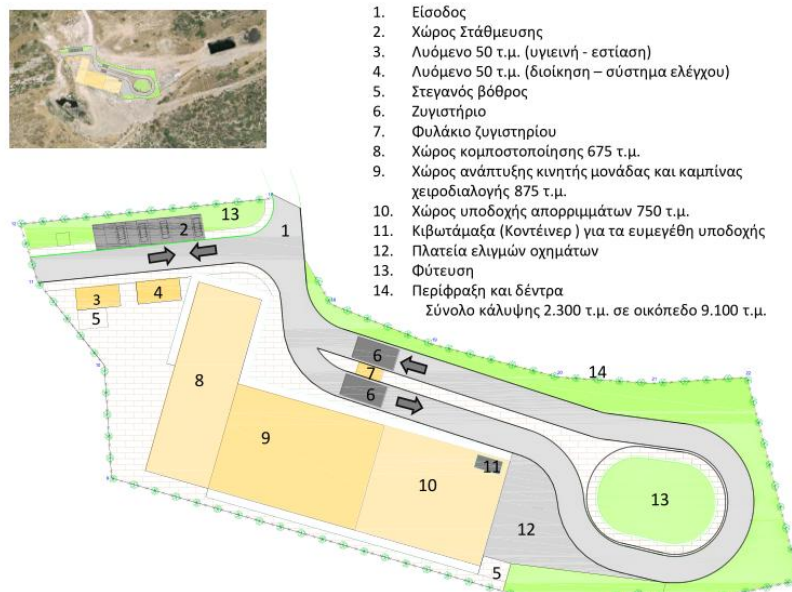 1. Είσοδος
2. Χώρος Στάθμευσης
3. Λυόμενο 50 τ.μ. (υγιεινή - εστίαση)
4. Λυόμενο 50 τ.μ. (διοίκηση – σύστημα ελέγχου)
5. Στεγανός βόθρος
6. Ζυγιστήριο
7. Φυλάκιο ζυγιστηρίου
8. Χώρος κομποστοποίησης 675 τ.μ.
9. Χώρος ανάπτυξης κινητής μονάδας και καμπίνας
χειροδιαλογής 875 τ.μ.
10. Χώρος υποδοχής απορριμμάτων 750 τ.μ.
11. Κιβωτάμαξα (Κοντέινερ ) για τα ευμεγέθη υποδοχής
12. Πλατεία ελιγμών οχημάτων
13. Φύτευση
14. Περίφραξη και δέντρα
Σύνολο κάλυψης 2.300 τ.μ. σε οικόπεδο 9.100 τ.μ.
13
2
1
3
4
5
6
7
6
14
8
9
10
11
13
12
5